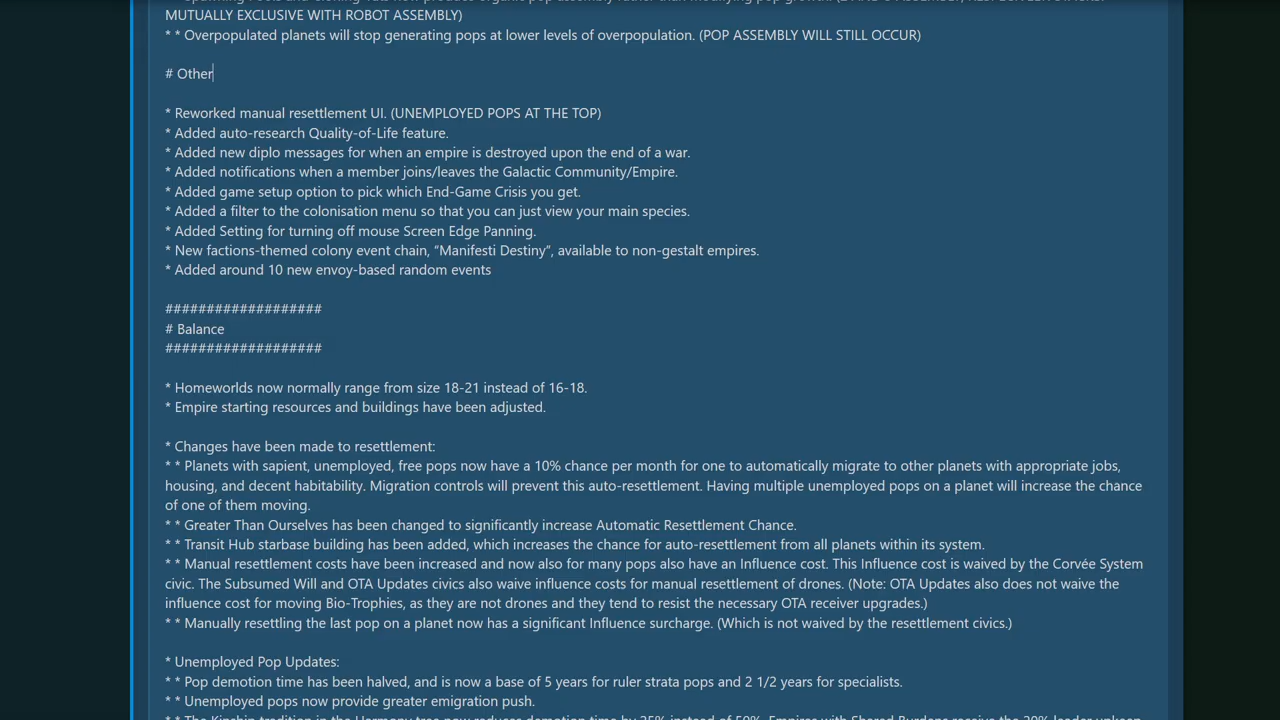 MUTUALLY EXCLUSIVE WITH ROBOT ASSEMBLY)
* * Overpopulated planets will stop generating pops at lower levels of overpopulation. (POP ASSEMBLY WILL STILL OCCUR)
# Other
* Reworked manual resettlement UI. (UNEMPLOYED POPS AT THE TOP)
* Added auto-research Quality-of-Life feature.
* Added new diplo messages for when an empire is destroyed upon the end of a war.
* Added notifications when a member joins/leaves the Galactic Community/Empire.
* Added game setup option to pick which End-Game Crisis you get.
* Added a filter to the colonisation menu so that you can just view your main species.
* Added Setting for turning off mouse Screen Edge Panning.
* New factions-themed colony event chain, “Manifesti Destiny”, available to non-gestalt empires.
* Added around 10 new envoy-based random events
###################
# Balance
###################
* Homeworlds now normally range from size 18-21 instead of 16-18.
* Empire starting resources and buildings have been adjusted.
* Changes have been made to resettlement:
* * Planets with sapient, unemployed, free pops now have a 10% chance per month for one to automatically migrate to other planets with appropriate jobs,
housing, and decent habitability. Migration controls will prevent this auto-resettlement. Having multiple unemployed pops on a planet will increase the chance
of one of them moving.
* * Greater Than Ourselves has been changed to significantly increase Automatic Resettlement Chance.
* * Transit Hub starbase building has been added, which increases the chance for auto-resettlement from all planets within its system.
* * Manual resettlement costs have been increased and now also for many pops also have an Influence cost. This Influence cost is waived by the Corvée System
civic. The Subsumed Will and OTA Updates civics also waive influence costs for manual resettlement of drones. (Note: OTA Updates also does not waive the
influence cost for moving Bio-Trophies, as they are not drones and they tend to resist the necessary OTA receiver upgrades.)
* * Manually resettling the last pop on a planet now has a significant Influence surcharge. (Which is not waived by the resettlement civics.)
* Unemployed Pop Updates:
* * Pop demotion time has been halved, and is now a base of 5 years for ruler strata pops and 2 1/2 years for specialists.
* * Unemployed pops now provide greater emigration push.